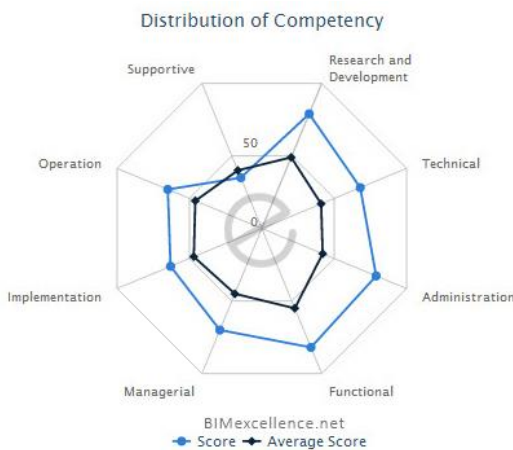 Distribution of Competency
Research and
Development
Supportive
50
Operation
Technical
0
Implementation
Administration
Managerial
Functional
BIMexcellence.net
Score
Average Score